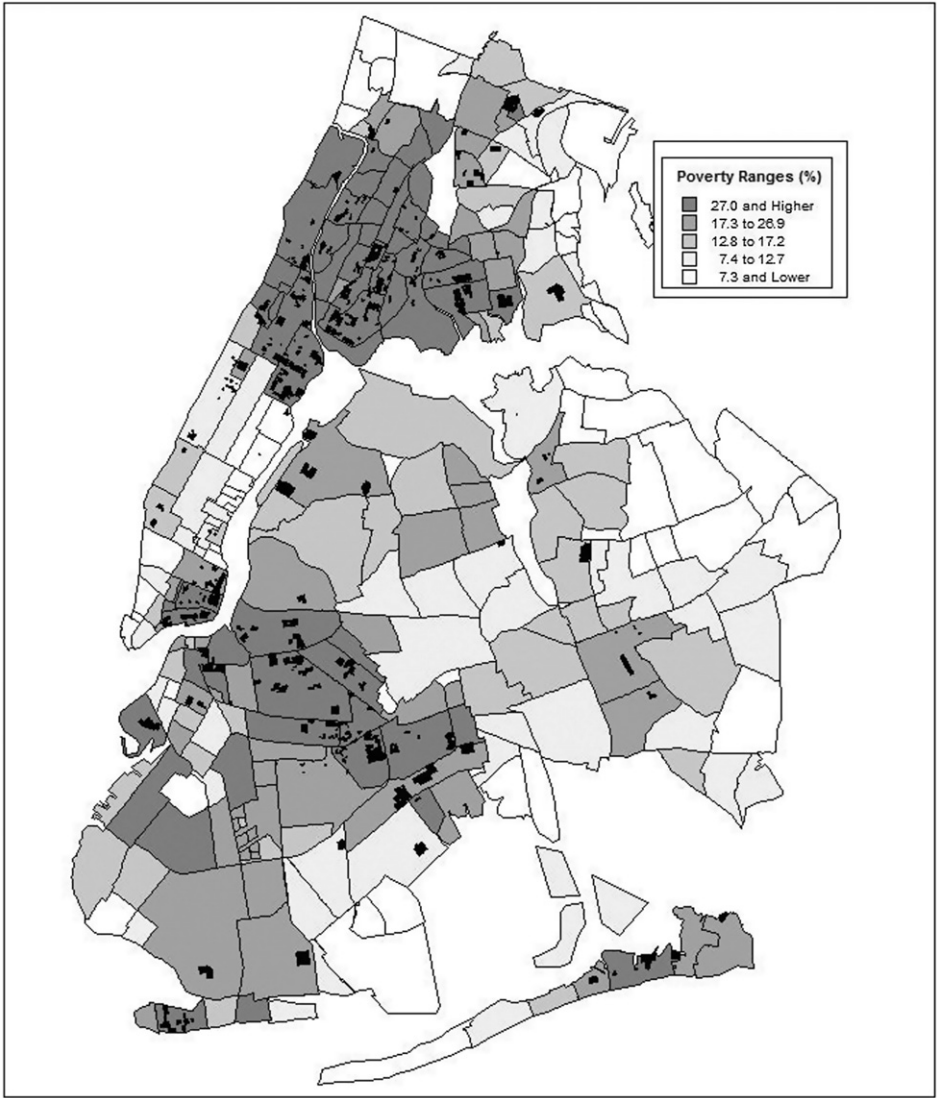 Poverty Ranges (%)
27.0 and Higher
17.3 to 26.9
12.8 to 17.2
7.4 to 12.7
7.3 and Lower